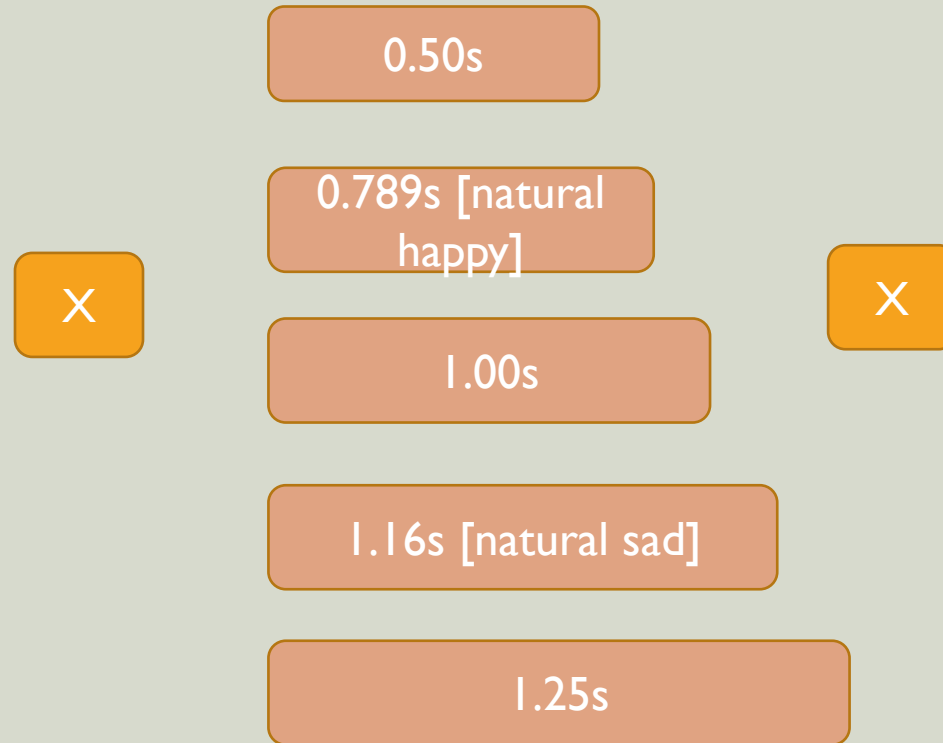 0.50s
0.789s [natural
happy]
X
X
1.00s
1.16s [natural sad]
1.25s